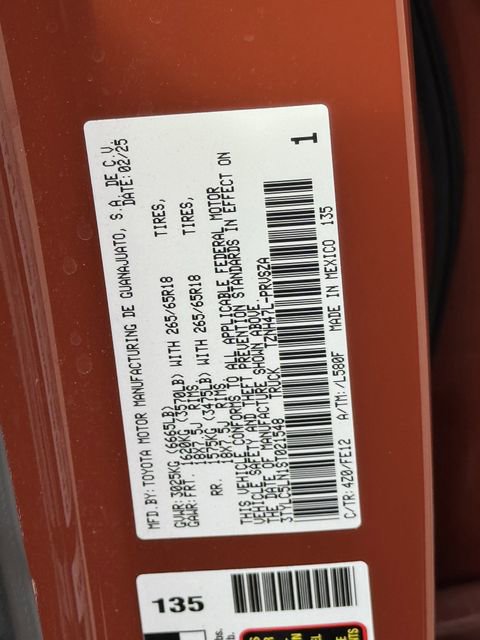 MFD.BY:TOYOTA MOTOR MANUFACTURING DE GUANAJUATO, S.A. DE C.V.
DATE:02/25
GVWR:3025KG (6665LB)
GAWR:FRT. 1620KG (3570LB) WITH 265/65R18 TIRES,
18X7.5J RIMS,
RR. 1575KG (3475LB) WITH 265/65R18 TIRES,
18X7.5J RIMS.
THIS VEHICLE CONFORMS TO ALL APPLICABLE FEDERAL MOTOR
VEHICLE SAFETY AND THEFT PREVENTION STANDARDS IN EFFECT ON
THE DATE OF MANUFACTURE SHOWN ABOVE.
3TYLC5LN1ST021548 TRUCK TZNH47L-PRUSZA
1
C/TR:4Z0/FE12 A/TM:/L580F MADE IN MEXICO 135
135